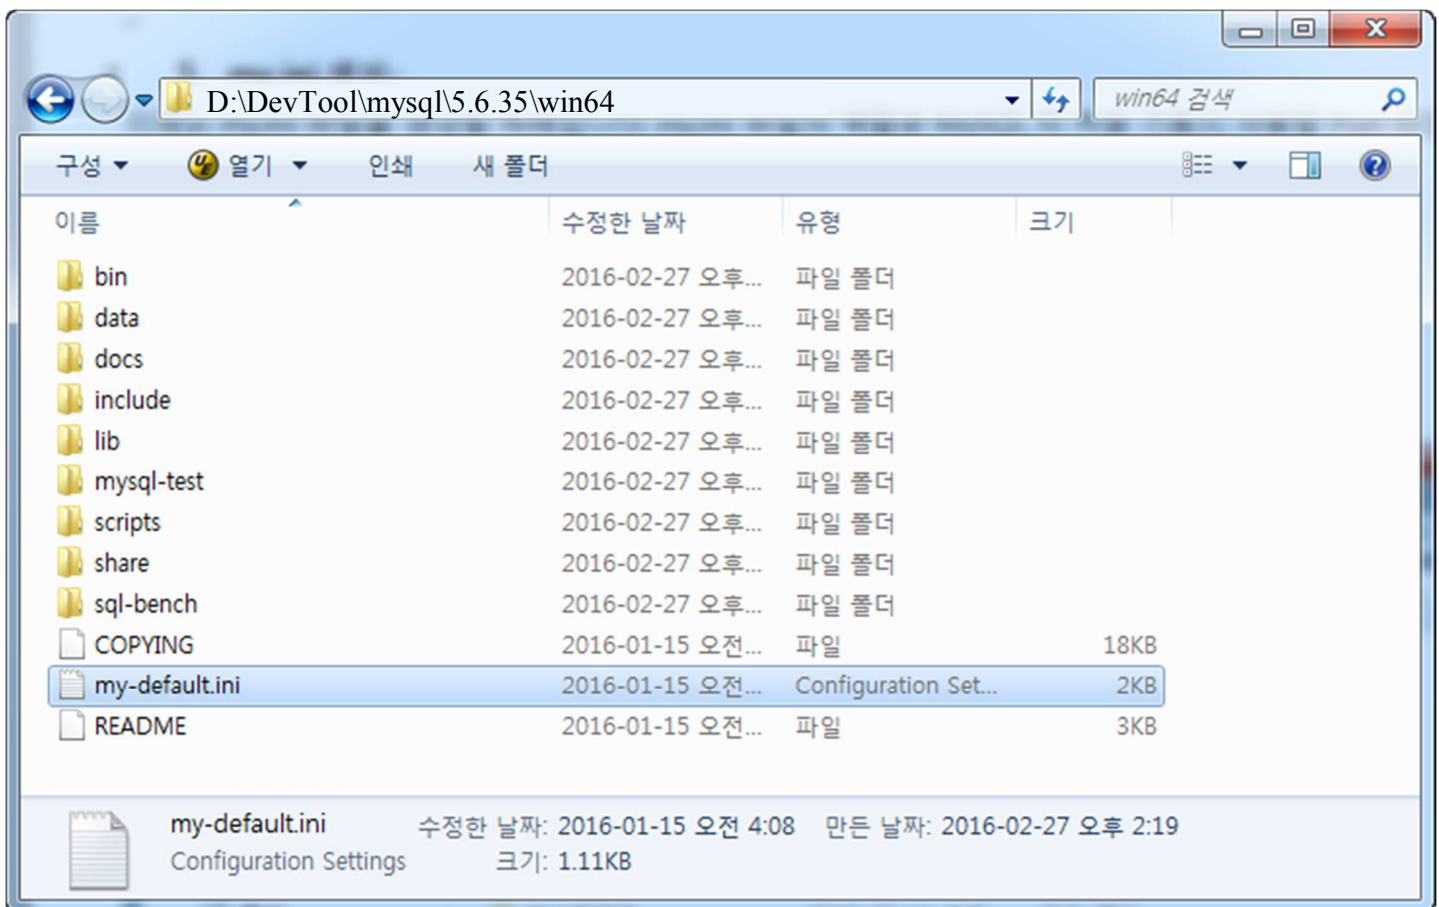 D:\DevTool\mysql\5.6.35\win64 win64 검색
구성 열기 인쇄 새 폴더
이름 수정한 날짜 유형 크기
bin 2016-02-27 오후... 파일 폴더
data 2016-02-27 오후... 파일 폴더
docs 2016-02-27 오후... 파일 폴더
include 2016-02-27 오후... 파일 폴더
lib 2016-02-27 오후... 파일 폴더
mysql-test 2016-02-27 오후... 파일 폴더
scripts 2016-02-27 오후... 파일 폴더
share 2016-02-27 오후... 파일 폴더
sql-bench 2016-02-27 오후... 파일 폴더
COPYING 2016-01-15 오전... 파일 18KB
my-default.ini 2016-01-15 오전... Configuration Set... 2KB
README 2016-01-15 오전... 파일 3KB
my-default.ini 수정한 날짜: 2016-01-15 오전 4:08 만든 날짜: 2016-02-27 오후 2:19
Configuration Settings 크기: 1.11KB